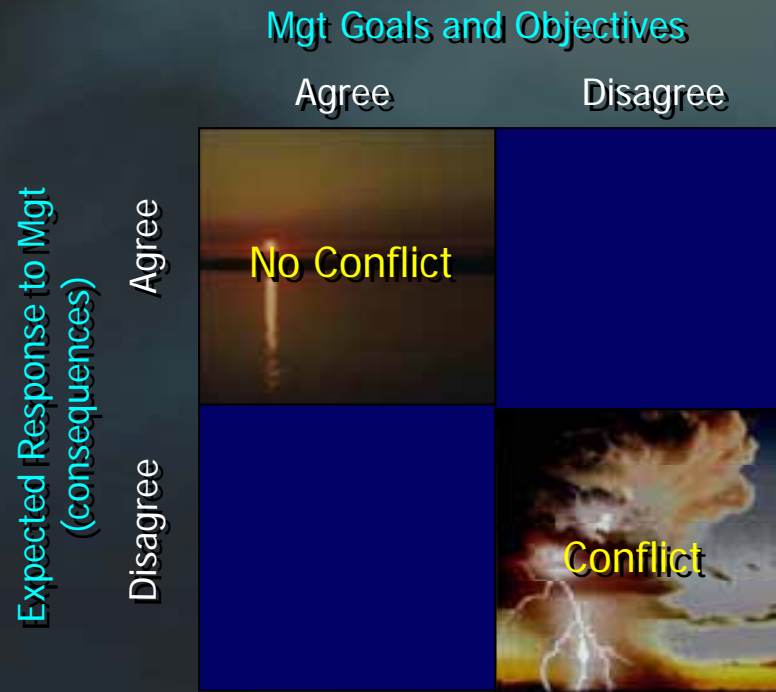 Mgt Goals and Objectives
Agree
Disagree
Expected Response to Mgt
(consequences)
Agree
Disagree
No Conflict
Conflict